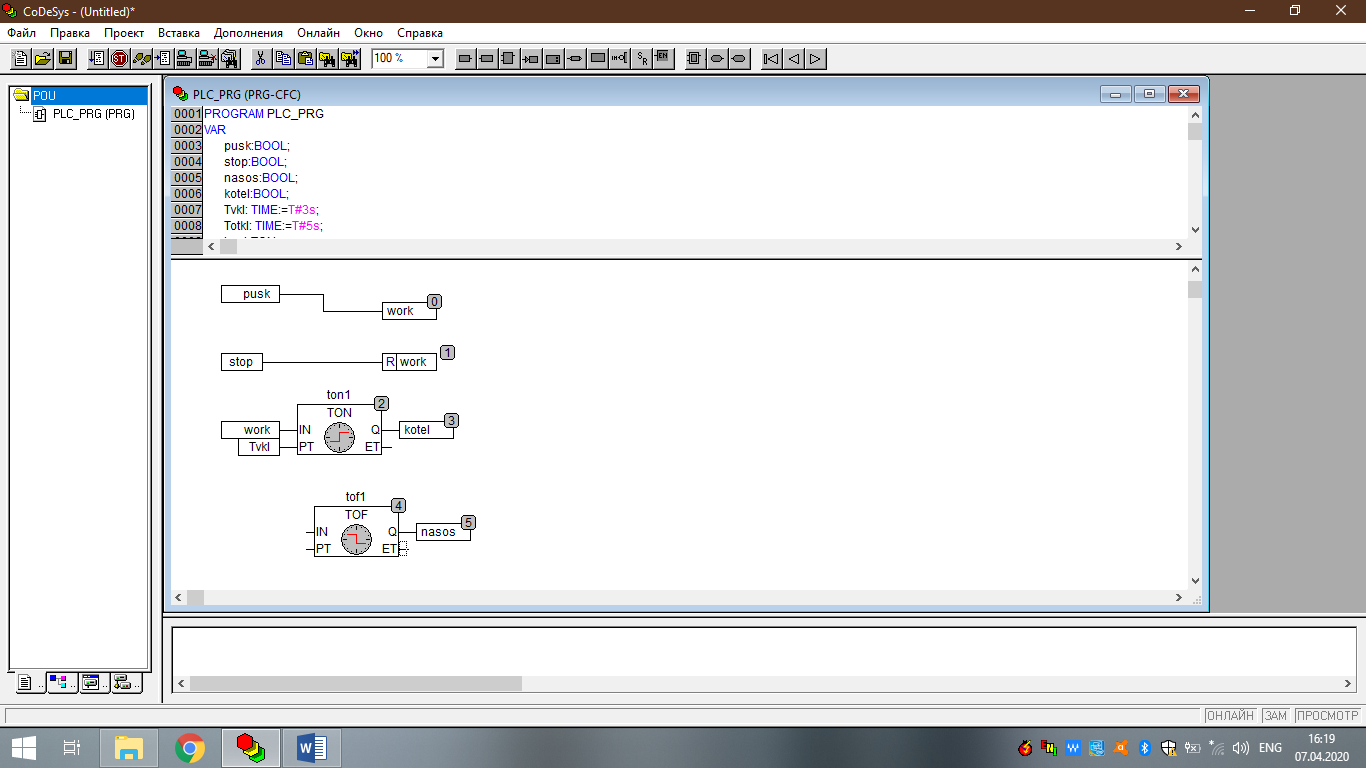 CoDeSys - (Untitled)*
Файл Правка Проект Вставка Дополнения Онлайн Окно Справка
100 %
POU
PLC_PRG (PRG)
PLC_PRG (PRG-CFC)
0001 PROGRAM PLC_PRG
0002 VAR
0003 pusk:BOOL;
0004 stop:BOOL;
0005 nasos:BOOL;
0006 kotel:BOOL;
0007 Tvkl: TIME:=T#3s;
0008 Totkl: TIME:=T#5s;
pusk work 0
stop R work 1
ton1
TON 2
work IN Q kotel 3
Tvkl PT ET
tof1
TOF 4
IN Q nasos 5
PT ET
ОНЛАЙН ЗАМ ПРОСМОТР
ENG
16:19
07.04.2020